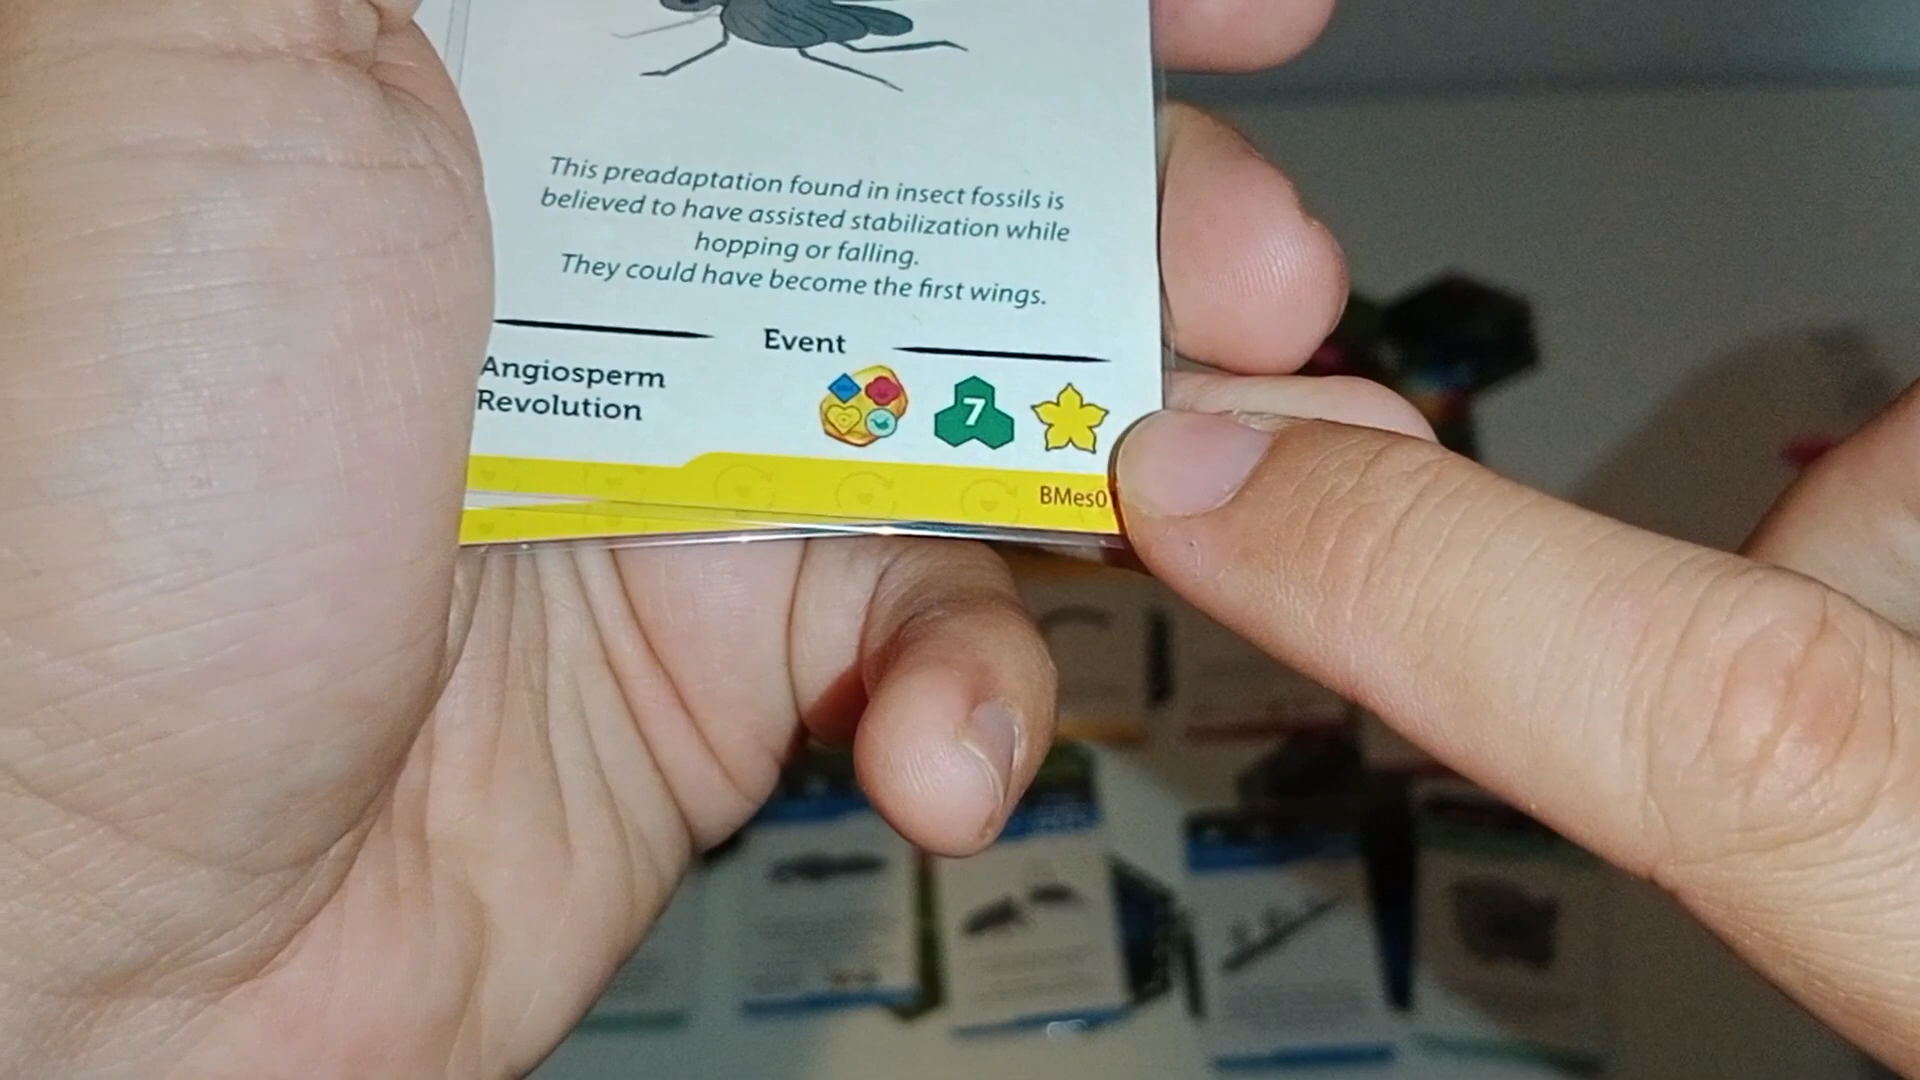 This preadaptation found in insect fossils is
believed to have assisted stabilization while
hopping or falling.
They could have become the first wings.
Event
Angiosperm
Revolution
7
BMes0